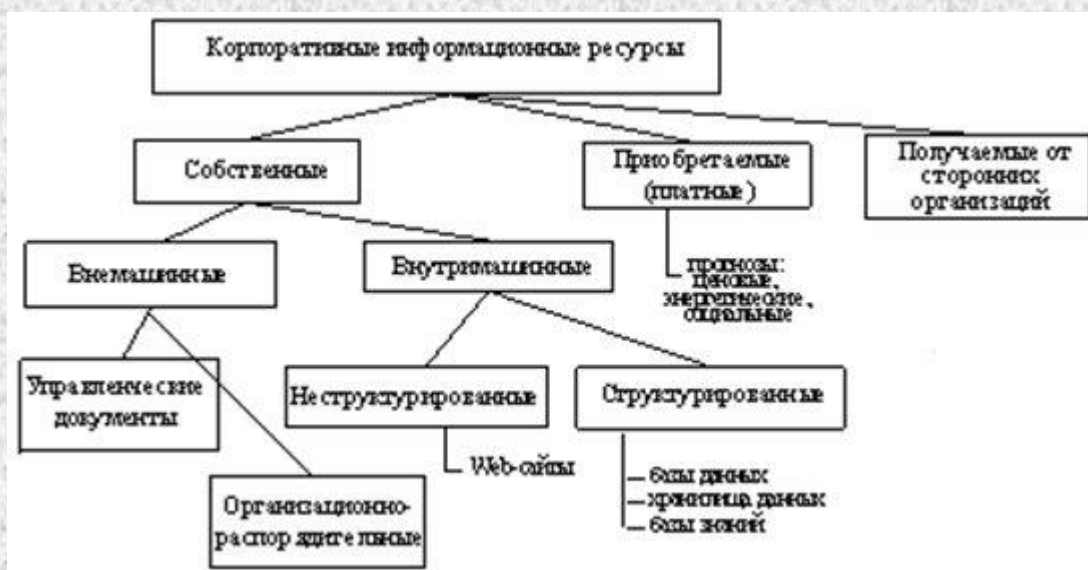 Корпоративные информационные ресурсы
Собственные
Приобретаемые
(платные)
Получаемые от
сторонних
организаций
Внемашинные
Внутримашинные
прогнозы:
ценовые,
энергетические,
социальные
Управленческие
документы
Неструктурированные
Структурированные
Web-сайты
базы данных
хранилища данных
базы знаний
Организационно-
распорядительные